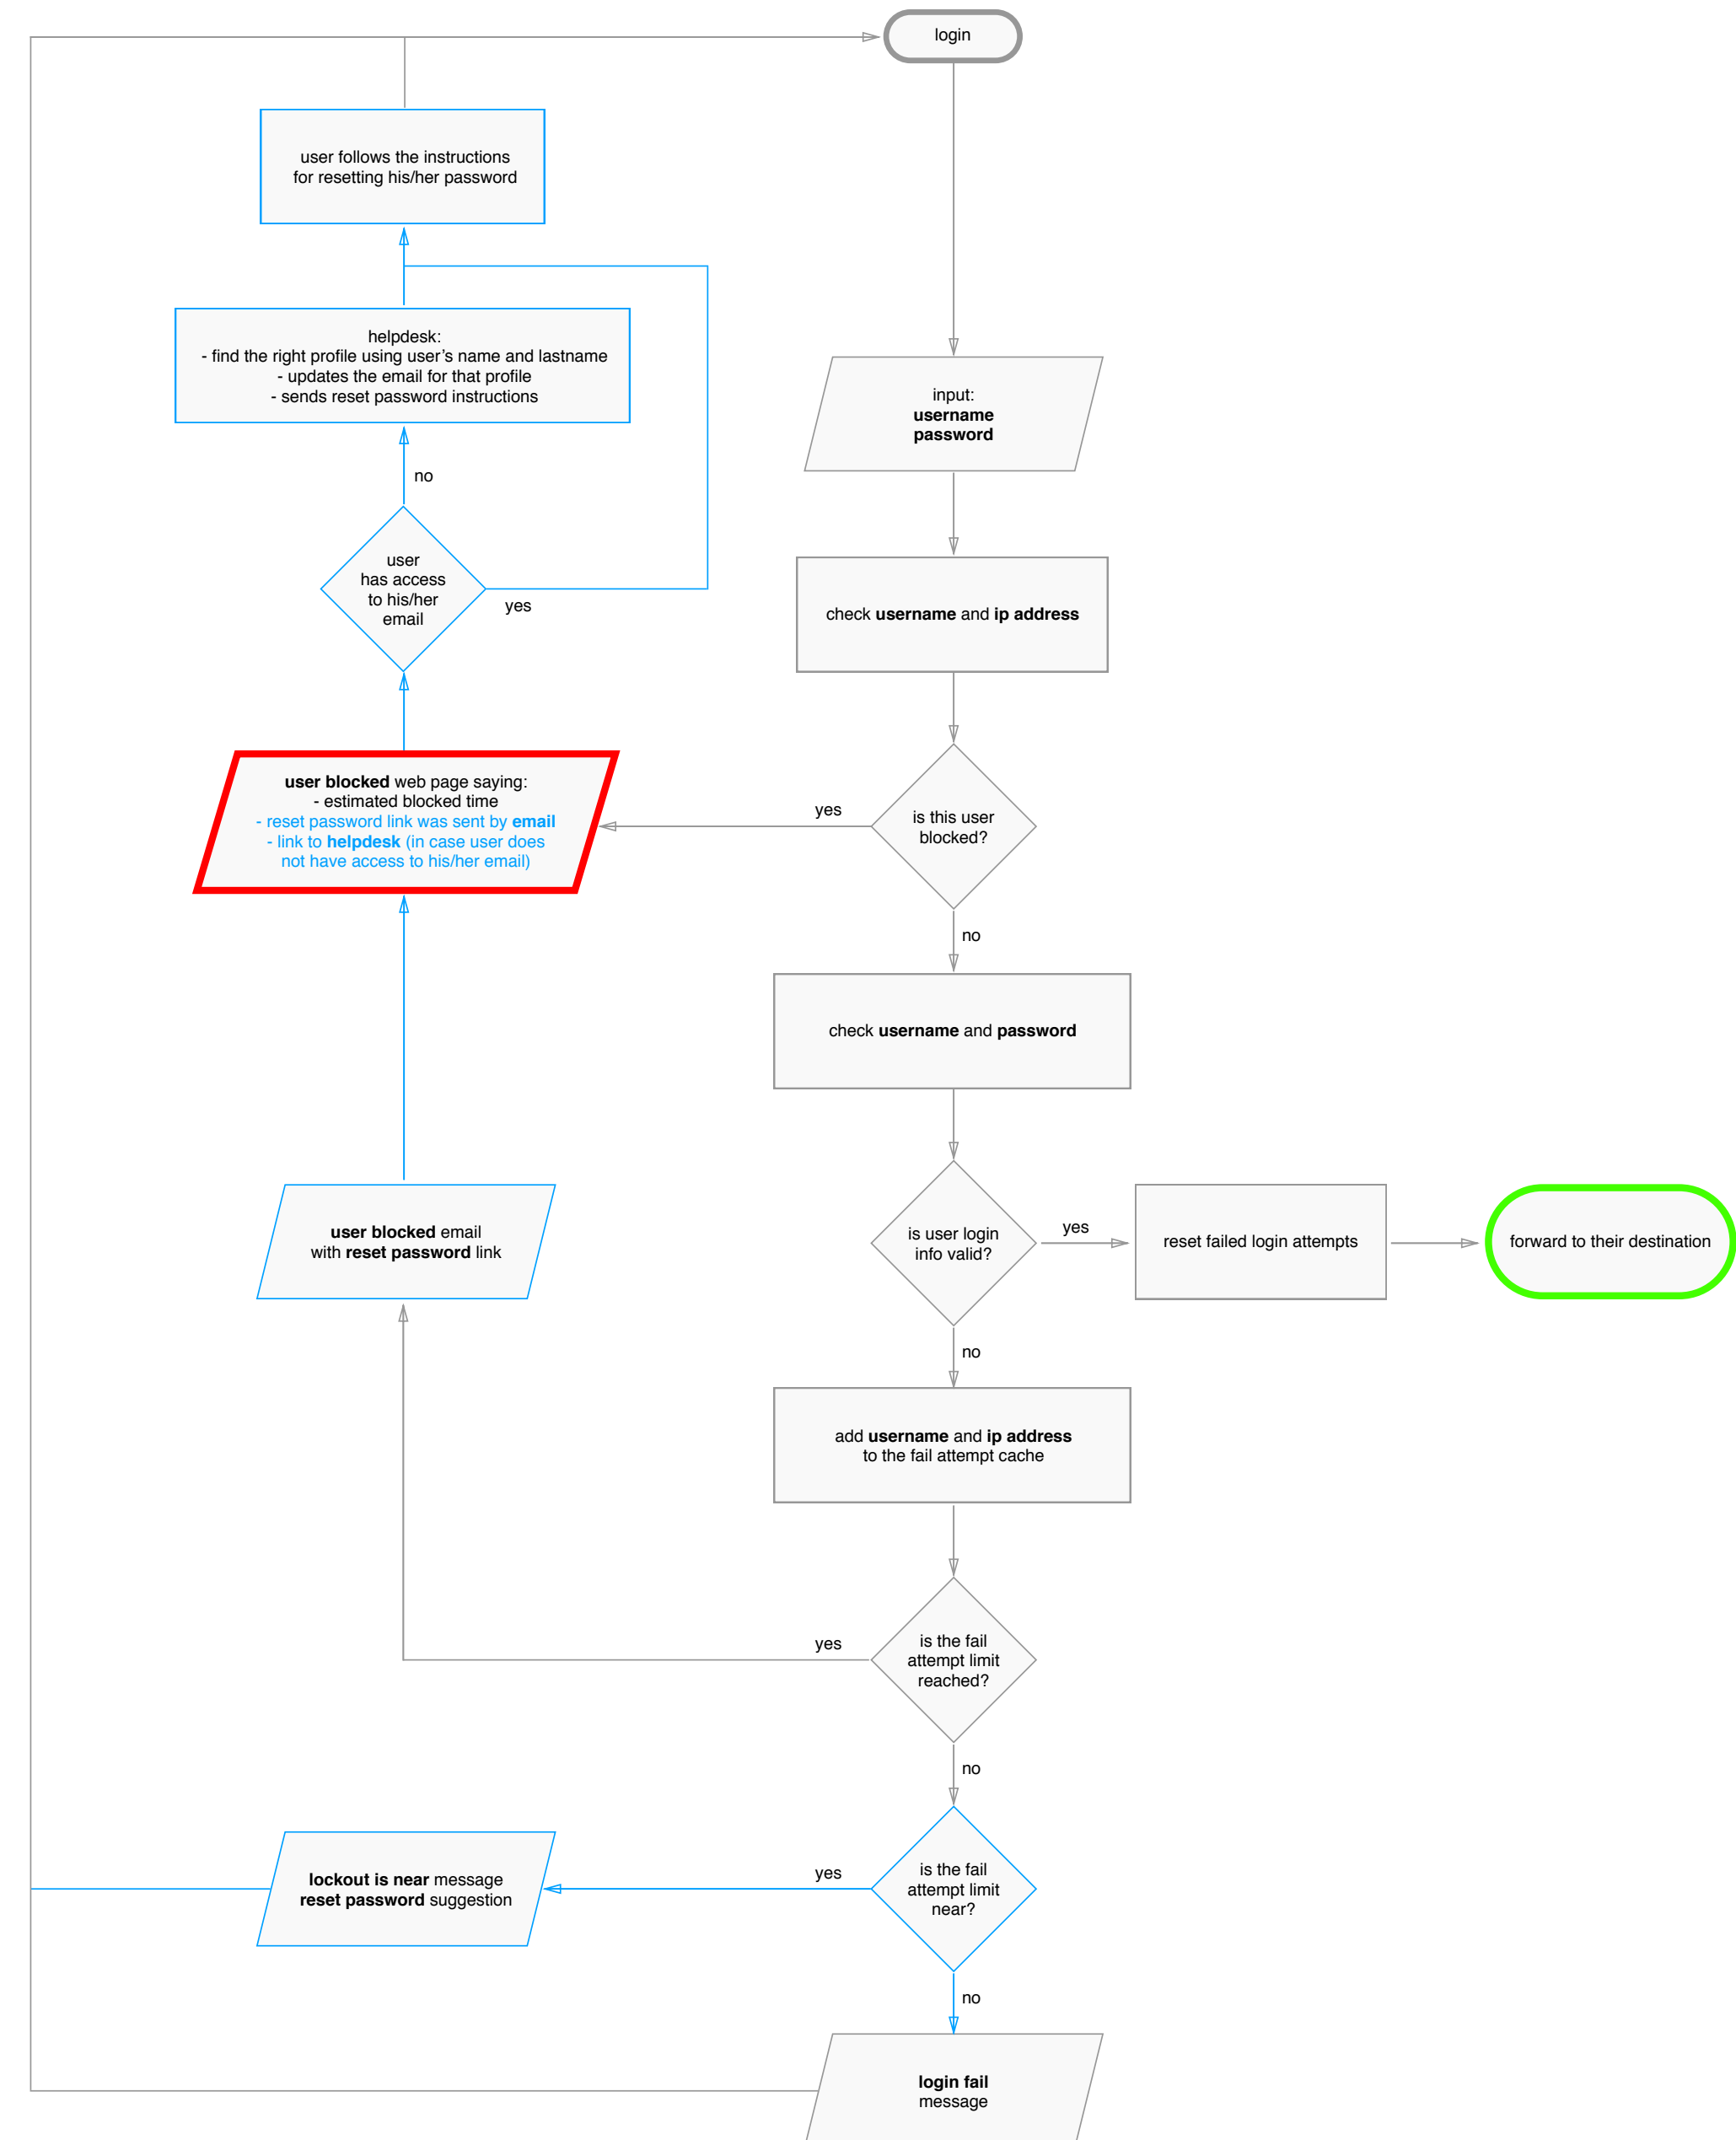 login
user follows the instructions
for resetting his/her password
helpdesk:
- find the right profile using user’s name and lastname
- updates the email for that profile
- sends reset password instructions
input:
username
password
no
user
has access
to his/her
email
yes
check username and ip address
user blocked web page saying:
- estimated blocked time
- reset password link was sent by email
- link to helpdesk (in case user does
not have access to his/her email)
yes
is this user
blocked?
no
check username and password
user blocked email
with reset password link
is user login
info valid?
yes
reset failed login attempts
forward to their destination
no
add username and ip address
to the fail attempt cache
yes
is the fail
attempt limit
reached?
no
lockout is near message
reset password suggestion
yes
is the fail
attempt limit
near?
no
login fail
message